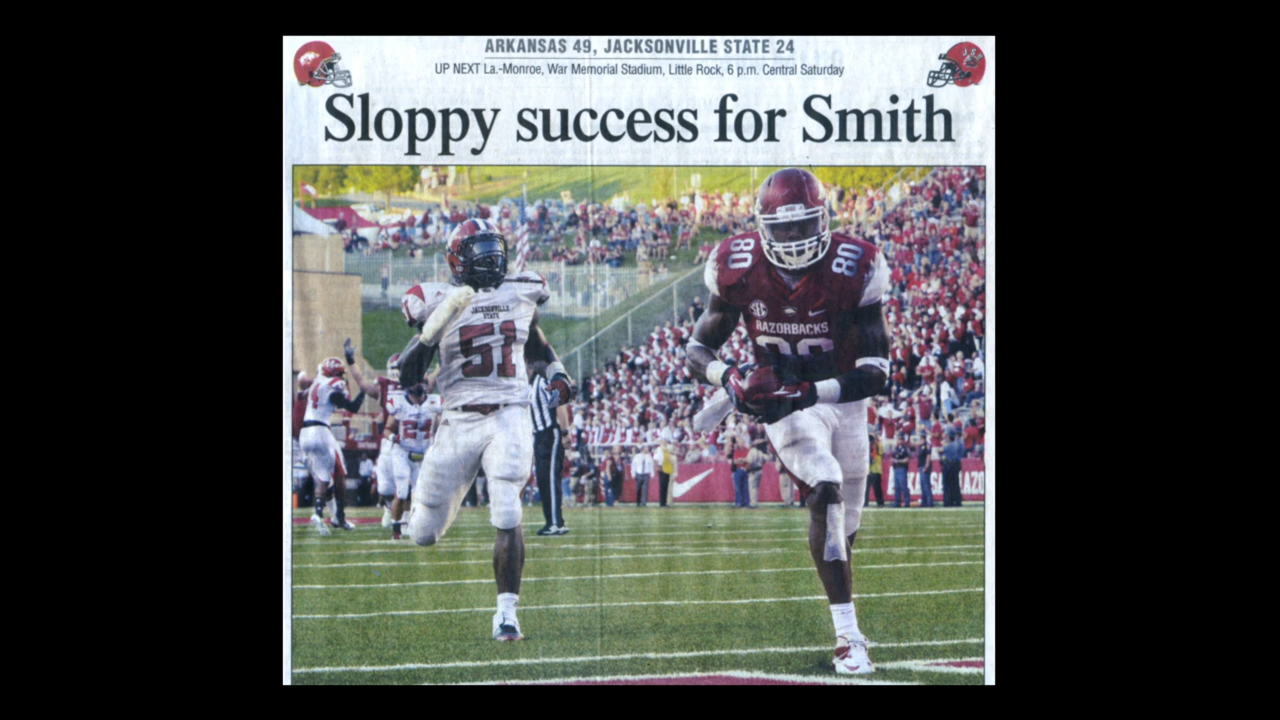 ARKANSAS 49, JACKSONVILLE STATE 24
UP NEXT La.-Monroe, War Memorial Stadium, Little Rock, 6 p.m. Central Saturday
Sloppy success for Smith
80 80
SEC
RAZORBACKS
JACKSONVILLE
STATE
51
21